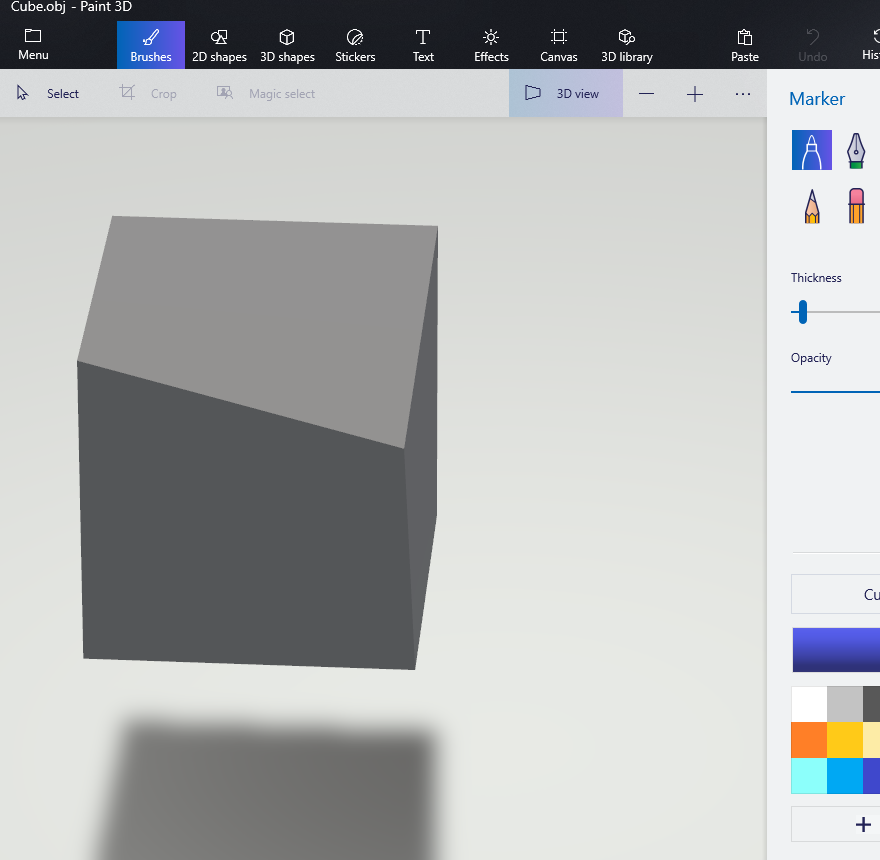 Cube.obj - Paint 3D
Menu
Brushes
2D shapes
3D shapes
Stickers
Text
Effects
Canvas
3D library
Paste
Undo
Hist
Select
Crop
Magic select
3D view
Marker
Thickness
Opacity
Cu